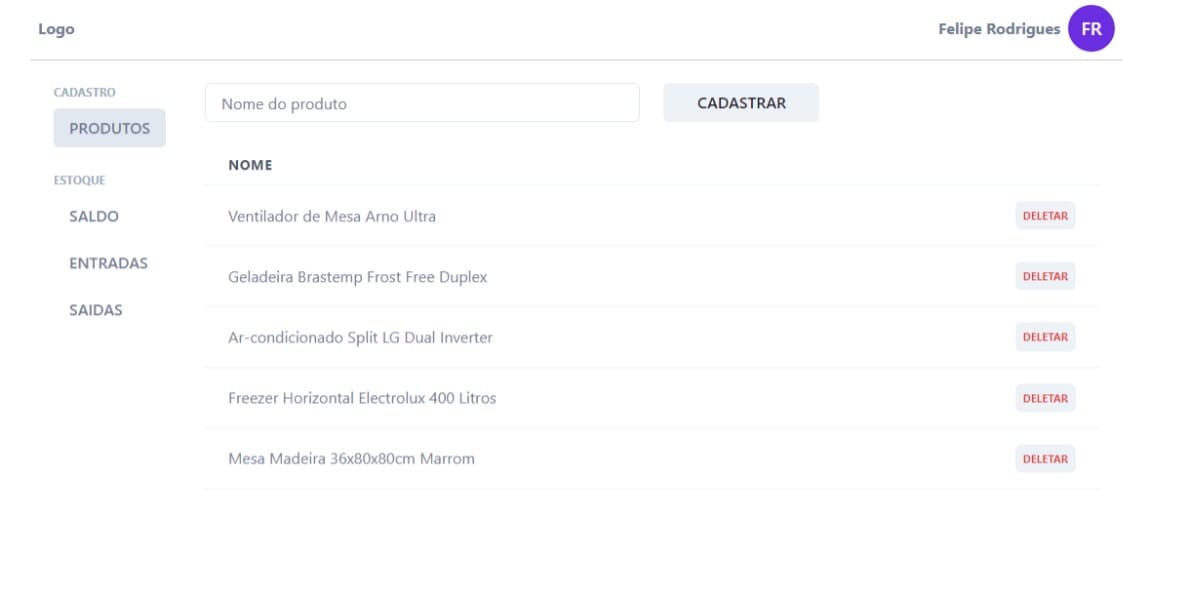 Logo
Felipe Rodrigues FR
CADASTRO
PRODUTOS
ESTOQUE
SALDO
ENTRADAS
SAIDAS
Nome do produto CADASTRAR
NOME
Ventilador de Mesa Arno Ultra DELETAR
Geladeira Brastemp Frost Free Duplex DELETAR
Ar-condicionado Split LG Dual Inverter DELETAR
Freezer Horizontal Electrolux 400 Litros DELETAR
Mesa Madeira 36x80x80cm Marrom DELETAR